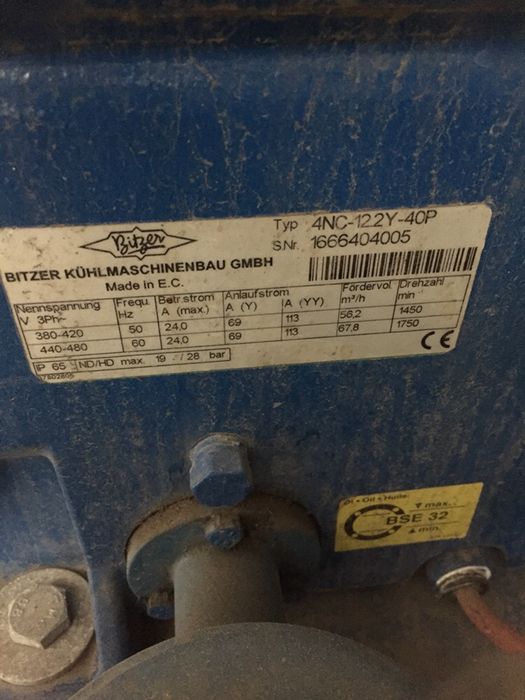 Bitzer
Typ 4NC-12.2Y-40P
S.Nr. 1666404005
BITZER KÜHLMASCHINENBAU GMBH
Made in E.C.
Nennspannung Frequ. Betr.strom Anlaufstrom Fördervol. Drehzahl
V 3Ph~ Hz A (max.) A (Y) A (YY) m³/h min⁻¹
380-420 50 24,0 69 113 56,2 1450
440-480 60 24,0 69 113 67,8 1750
IP 65 ND/HD max. 19 / 28 bar
CE
Öl • Oil • Huile:
▼ max.
BSE 32
▲ min.